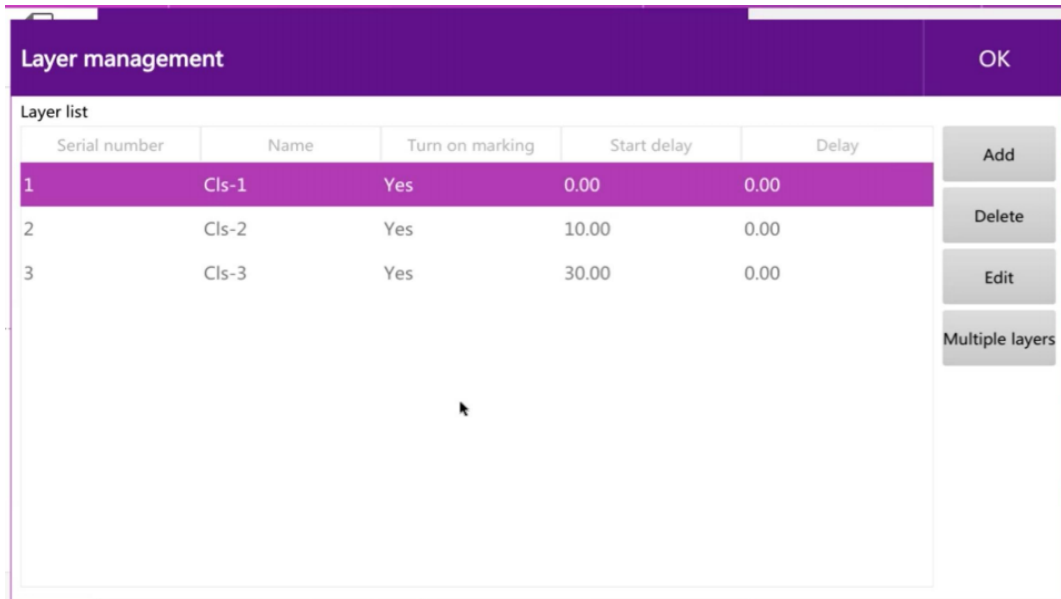 Layer management OK
Layer list
Serial number Name Turn on marking Start delay Delay
1 Cls-1 Yes 0.00 0.00
2 Cls-2 Yes 10.00 0.00
3 Cls-3 Yes 30.00 0.00
Add
Delete
Edit
Multiple layers